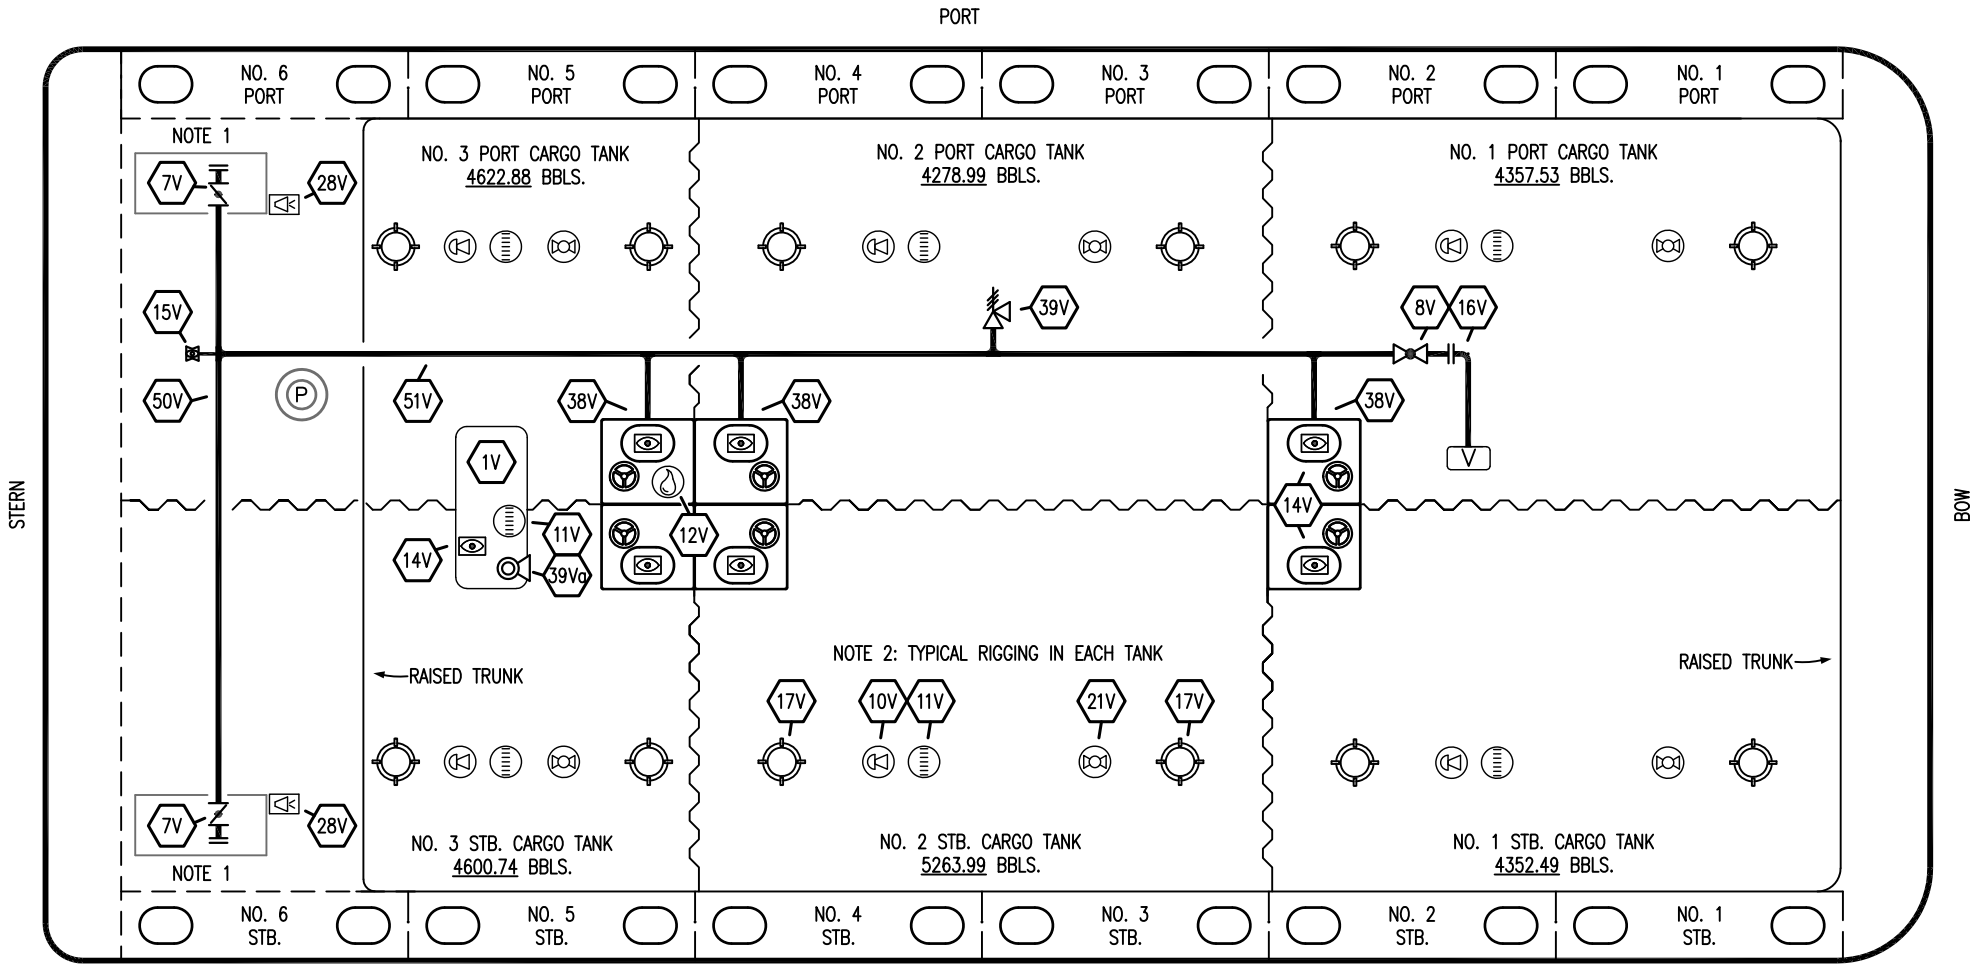 PORT
NO. 6 PORT
NO. 5 PORT
NO. 4 PORT
NO. 3 PORT
NO. 2 PORT
NO. 1 PORT
NOTE 1
7V
28V
NO. 3 PORT CARGO TANK
4622.88 BBLS.
NO. 2 PORT CARGO TANK
4278.99 BBLS.
NO. 1 PORT CARGO TANK
4357.53 BBLS.
15V
39V
8V
16V
50V
P
51V
38V
38V
38V
1V
V
STERN
BOW
11V
12V
14V
14V
39Va
NOTE 2: TYPICAL RIGGING IN EACH TANK
RAISED TRUNK
RAISED TRUNK
17V
10V
11V
21V
17V
7V
28V
NO. 3 STB. CARGO TANK
4600.74 BBLS.
NO. 2 STB. CARGO TANK
5263.99 BBLS.
NO. 1 STB. CARGO TANK
4352.49 BBLS.
NOTE 1
NO. 6 STB.
NO. 5 STB.
NO. 4 STB.
NO. 3 STB.
NO. 2 STB.
NO. 1 STB.